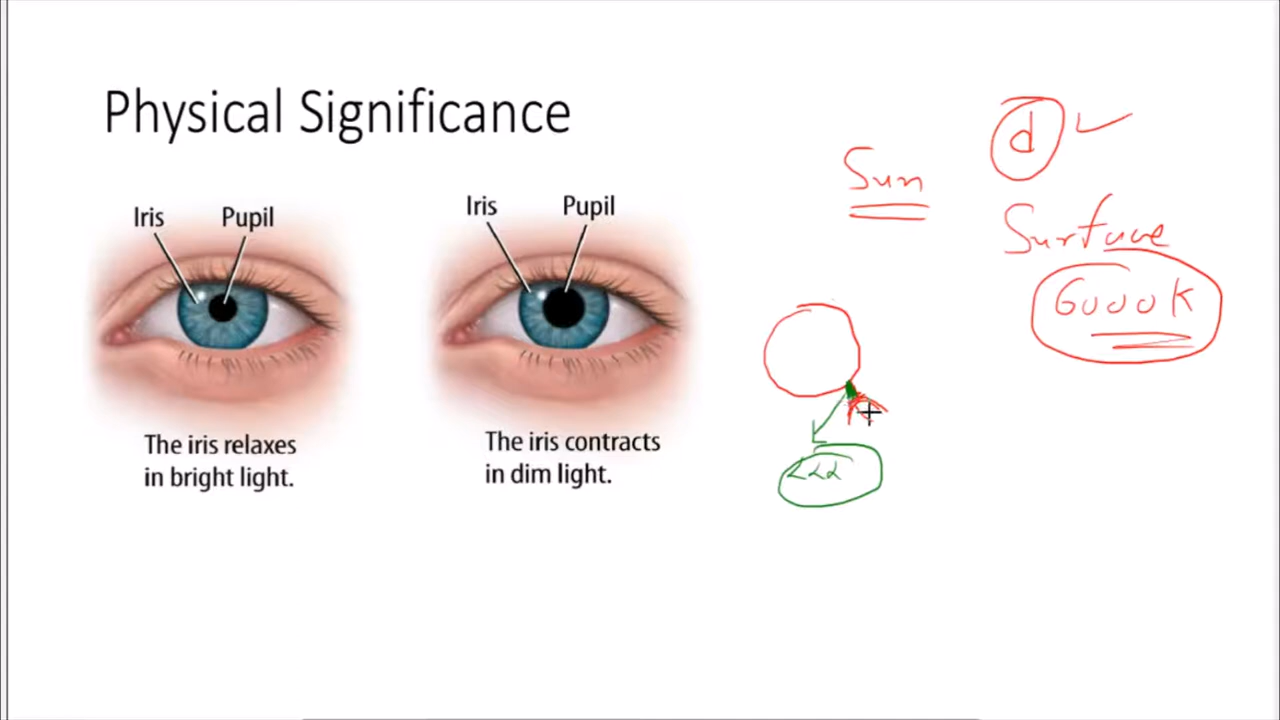 Physical Significance
d
Sun
Surface
6000K
Iris Pupil
Iris Pupil
The iris relaxes
in bright light.
The iris contracts
in dim light.
<<<